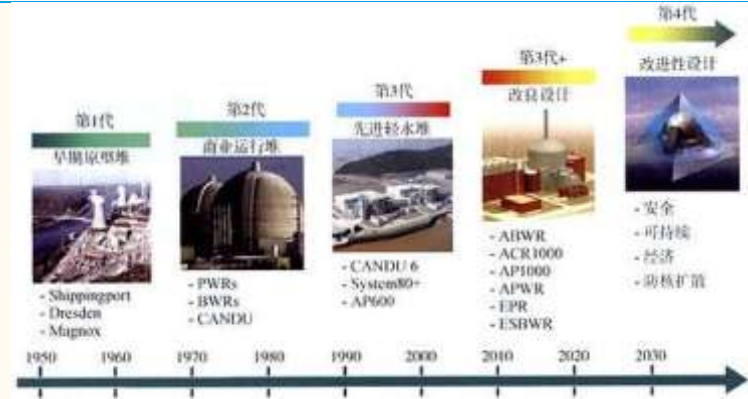 第1代
早期原型堆
- Shippingport
- Dresden
- Magnox
第2代
商业运行堆
- PWRs
- BWRs
- CANDU
第3代
先进轻水堆
- CANDU 6
- System80+
- AP600
第3代+
改良设计
- ABWR
- ACR1000
- AP1000
- APWR
- EPR
- ESBWR
第4代
改进性设计
- 安全
- 可持续
- 经济
- 防核扩散
1950 1960 1970 1980 1990 2000 2010 2020 2030